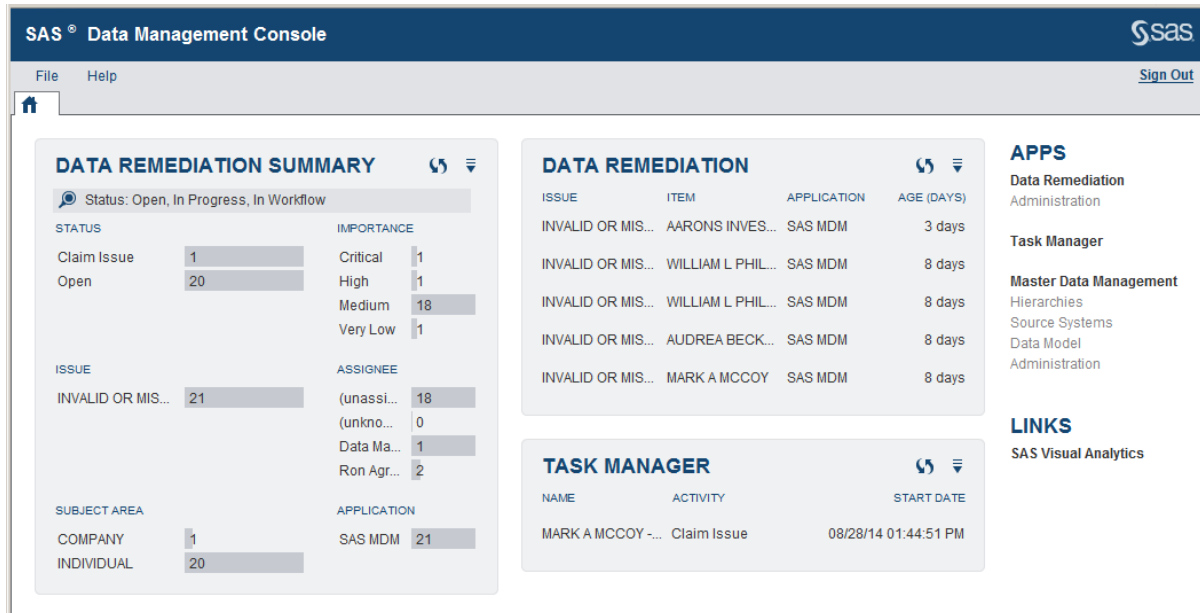 SAS ® Data Management Console
sas
File Help
Sign Out
DATA REMEDIATION SUMMARY
Status: Open, In Progress, In Workflow
STATUS
Claim Issue 1
Open 20
IMPORTANCE
Critical 1
High 1
Medium 18
Very Low 1
ISSUE
INVALID OR MIS... 21
ASSIGNEE
(unassi... 18
(unkno... 0
Data Ma... 1
Ron Agr... 2
SUBJECT AREA
COMPANY 1
INDIVIDUAL 20
APPLICATION
SAS MDM 21
DATA REMEDIATION
ISSUE ITEM APPLICATION AGE (DAYS)
INVALID OR MIS... AARONS INVES... SAS MDM 3 days
INVALID OR MIS... WILLIAM L PHIL... SAS MDM 8 days
INVALID OR MIS... WILLIAM L PHIL... SAS MDM 8 days
INVALID OR MIS... AUDREA BECK... SAS MDM 8 days
INVALID OR MIS... MARK A MCCOY SAS MDM 8 days
TASK MANAGER
NAME ACTIVITY START DATE
MARK A MCCOY -... Claim Issue 08/28/14 01:44:51 PM
APPS
Data Remediation
Administration
Task Manager
Master Data Management
Hierarchies
Source Systems
Data Model
Administration
LINKS
SAS Visual Analytics